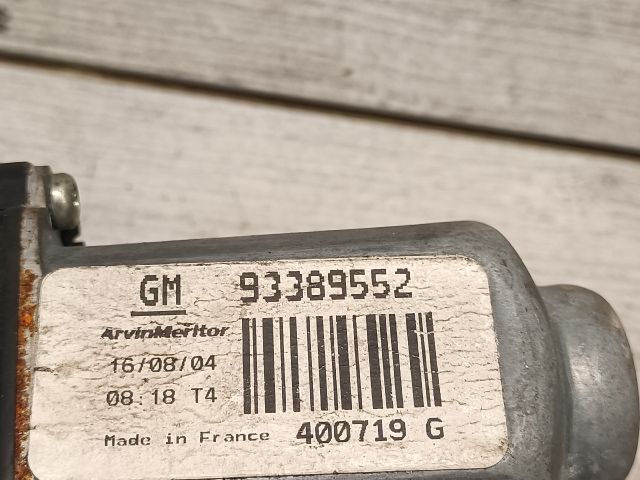 GM 93389552
ArvinMeritor
16/08/04
08:18 T4
Made in France 400719 G